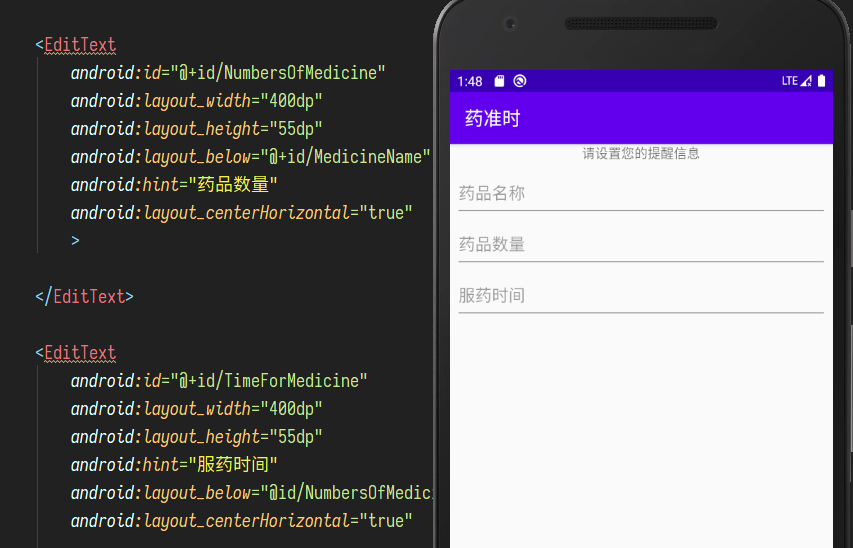 <EditText
android:id="@+id/NumbersOfMedicine"
android:layout_width="400dp"
android:layout_height="55dp"
android:layout_below="@+id/MedicineName"
android:hint="药品数量"
android:layout_centerHorizontal="true"
>
</EditText>
<EditText
android:id="@+id/TimeForMedicine"
android:layout_width="400dp"
android:layout_height="55dp"
android:hint="服药时间"
android:layout_below="@id/NumbersOfMedic
android:layout_centerHorizontal="true"
1:48 LTE
药准时
请设置您的提醒信息
药品名称
药品数量
服药时间